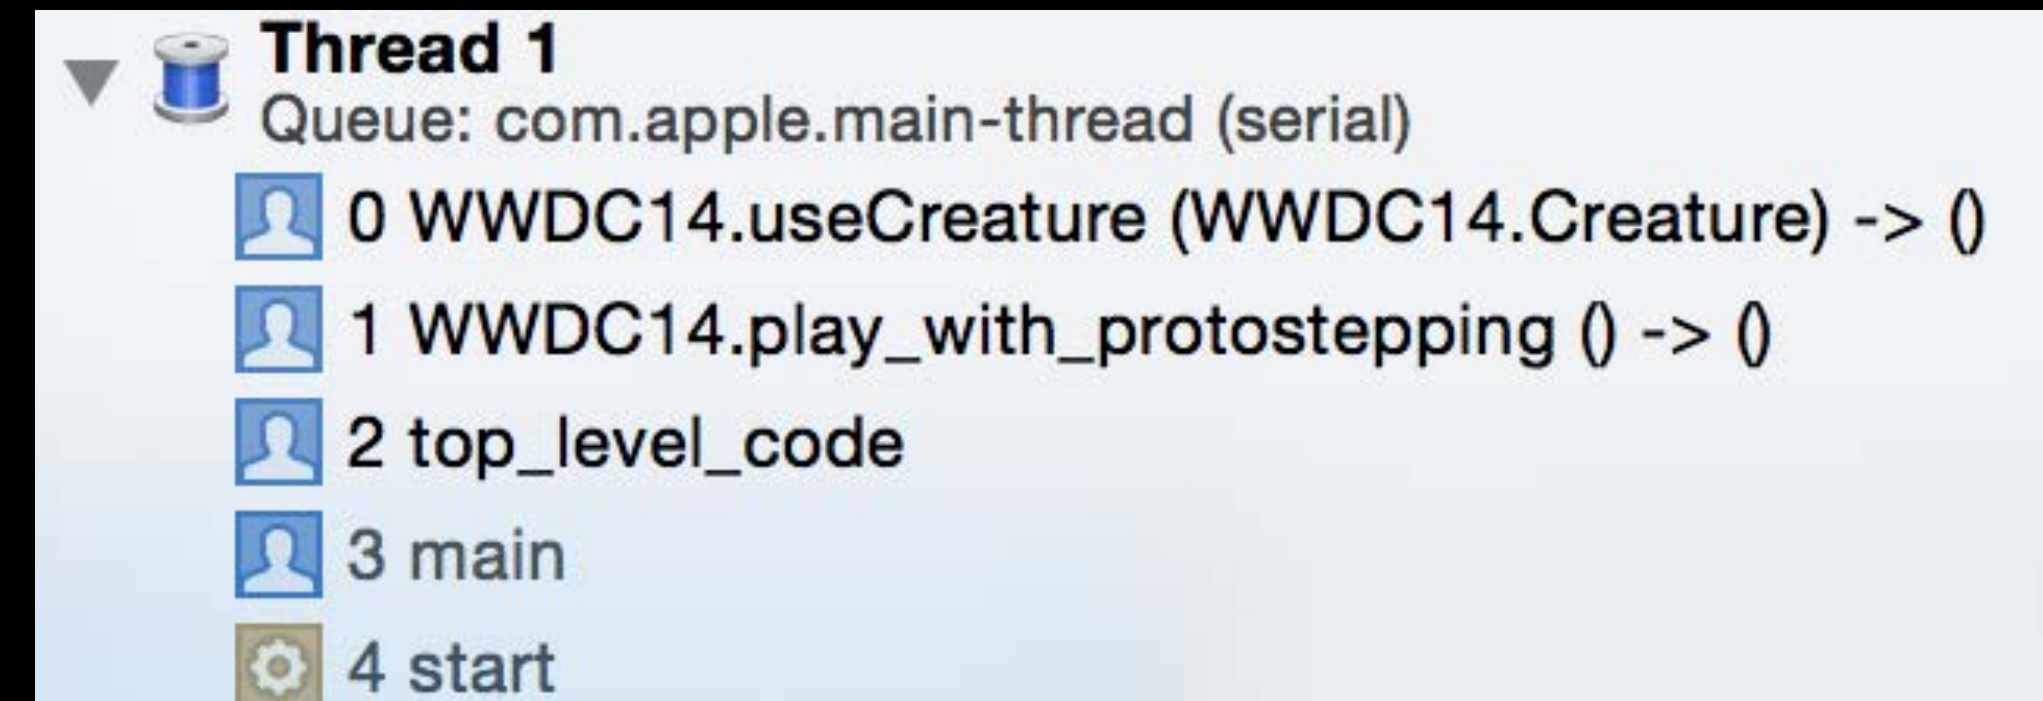 Thread 1
Queue: com.apple.main-thread (serial)
0 WWDC14.useCreature (WWDC14.Creature) -> ()
1 WWDC14.play_with_protostepping () -> ()
2 top_level_code
3 main
4 start